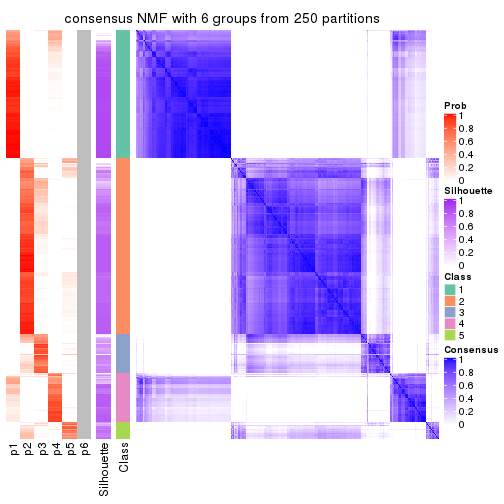 consensus NMF with 6 groups from 250 partitions
Prob
1
0.8
0.6
0.4
0.2
0
Silhouette
1
0.8
0.6
0.4
0.2
0
Class
1
2
3
4
5
Consensus
1
0.8
0.6
0.4
0.2
0
p1
p2
p3
p4
p5
p6
Silhouette
Class